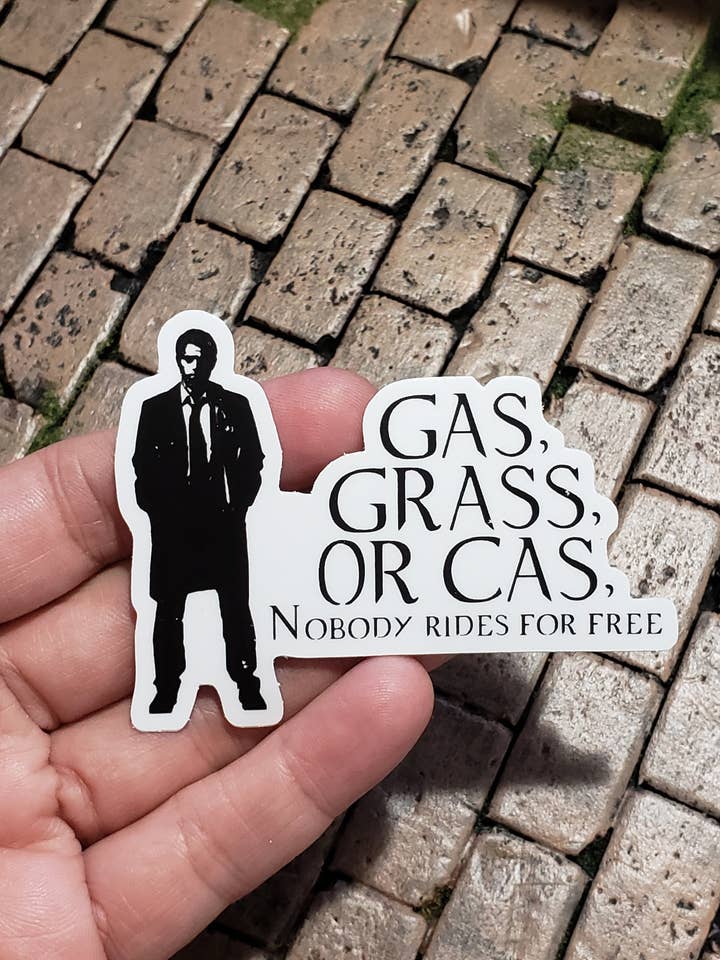 GAS,
GRASS,
OR CAS,
NOBODY RIDES FOR FREE